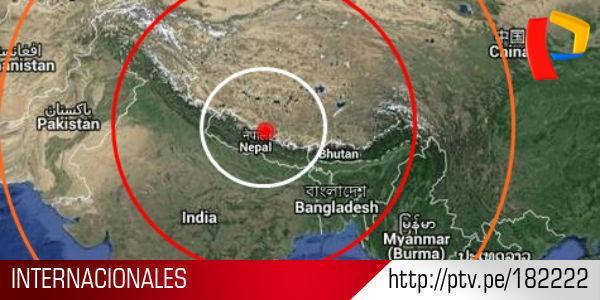 中国
China
افغانستان
anistan
پاکستان
Pakistan
नेपाल
Nepal
Bhutan
বাংলাদেশ
Bangladesh
India
မြန်မာ
Myanmar
(Burma)
INTERNACIONALES
http://ptv.pe/182222